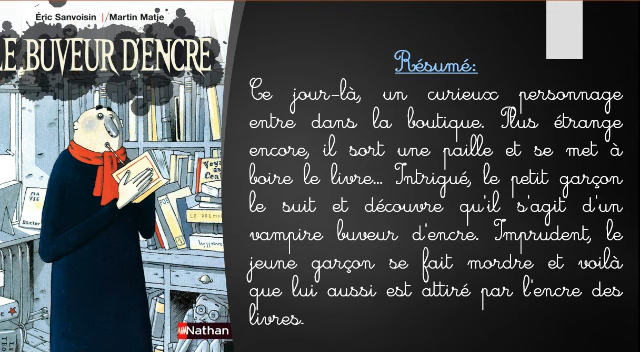 Éric Sanvoisin / Martin Matje
LE BUVEUR D'ENCRE
MA
VIE
Nathan
Résumé:
Ce jour-là, un curieux personnage
entre dans la boutique. Plus étrange
encore, il sort une paille et se met à
boire le livre... Intrigué, le petit garçon
le suit et découvre qu'il s'agit d'un
vampire buveur d'encre. Imprudent, le
jeune garçon se fait mordre et voilà
que lui aussi est attiré par l'encre des
livres.